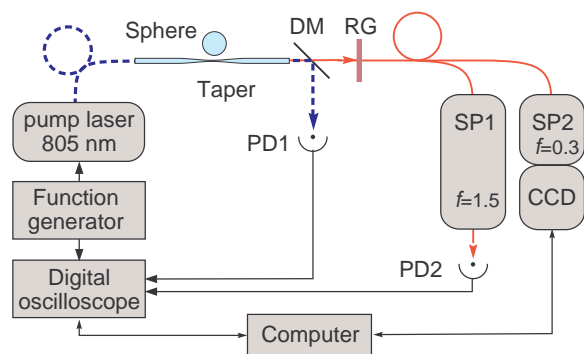 Sphere
DM
RG
Taper
pump laser
805 nm
PD1
SP1
f=1.5
SP2
f=0.3
CCD
Function
generator
PD2
Digital
oscilloscope
Computer